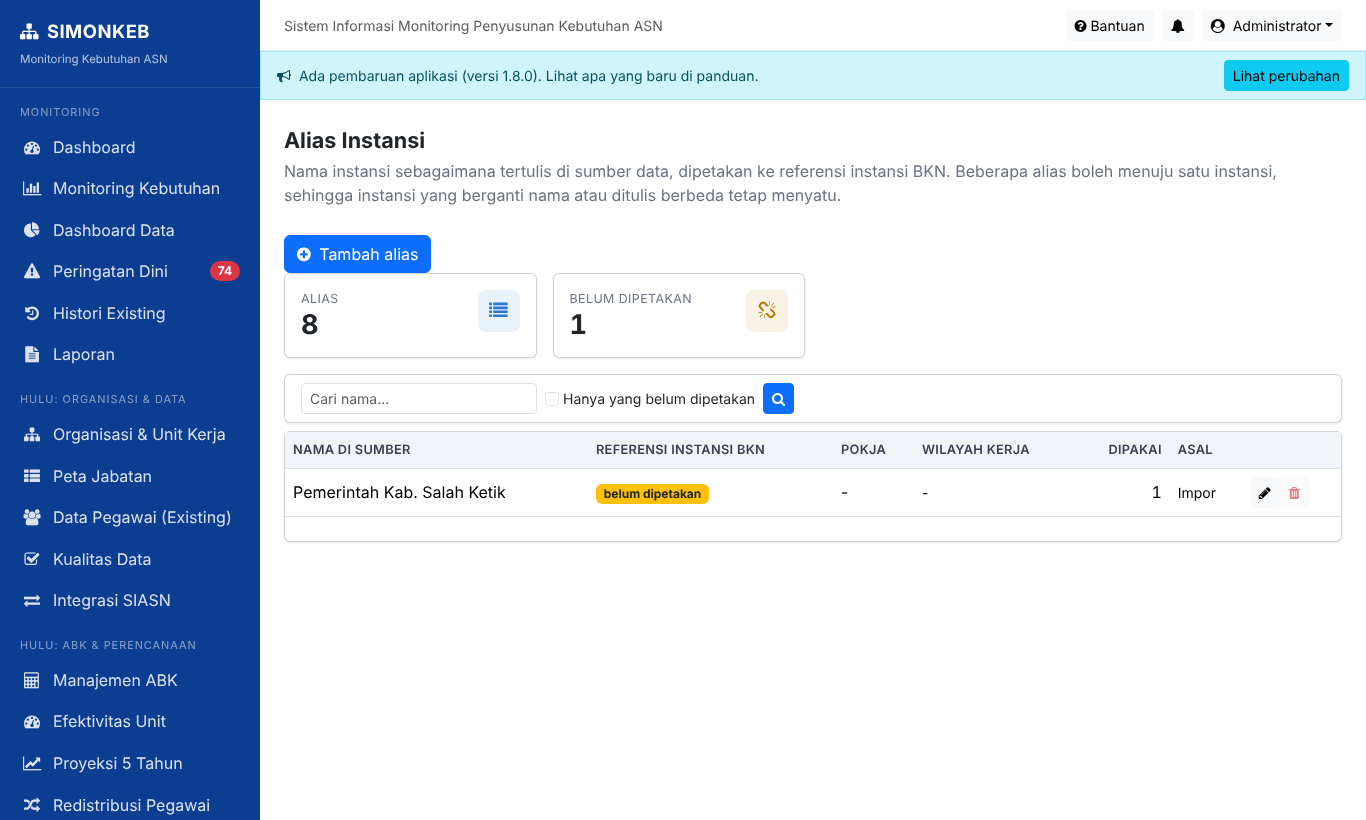 SIMONKEB
Monitoring Kebutuhan ASN
MONITORING
Dashboard
Monitoring Kebutuhan
Dashboard Data
Peringatan Dini 74
Histori Existing
Laporan
HULU: ORGANISASI & DATA
Organisasi & Unit Kerja
Peta Jabatan
Data Pegawai (Existing)
Kualitas Data
Integrasi SIASN
HULU: ABK & PERENCANAAN
Manajemen ABK
Efektivitas Unit
Proyeksi 5 Tahun
Redistribusi Pegawai
Sistem Informasi Monitoring Penyusunan Kebutuhan ASN
Bantuan
Administrator
Ada pembaruan aplikasi (versi 1.8.0). Lihat apa yang baru di panduan.
Lihat perubahan
Alias Instansi
Nama instansi sebagaimana tertulis di sumber data, dipetakan ke referensi instansi BKN. Beberapa alias boleh menuju satu instansi,
sehingga instansi yang berganti nama atau ditulis berbeda tetap menyatu.
Tambah alias
ALIAS
8
BELUM DIPETAKAN
1
Cari nama...
Hanya yang belum dipetakan
NAMA DI SUMBER REFERENSI INSTANSI BKN POKJA WILAYAH KERJA DIPAKAI ASAL
Pemerintah Kab. Salah Ketik belum dipetakan - - 1 Impor